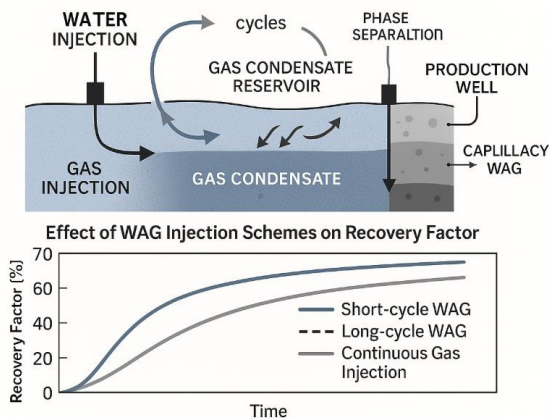 WATER
INJECTION
cycles
GAS CONDENSATE
RESERVOIR
PHASE
SEPARALTION
PRODUCTION
WELL
CAPLILLACY
WAG
GAS
INJECTION
GAS CONDENSATE
Effect of WAG Injection Schemes on Recovery Factor
Recovery Factor [%)
70
60
40
20
0
Short-cycle WAG
Long-cycle WAG
Continuous Gas
Injection
Time